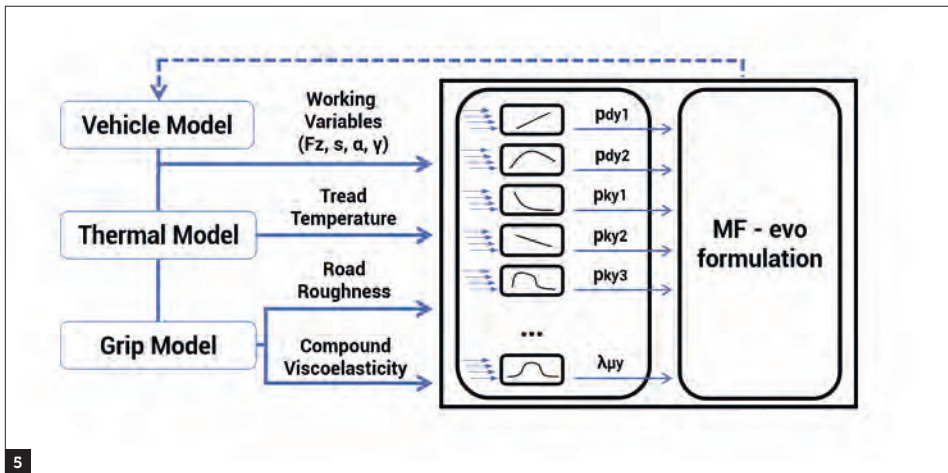 Vehicle Model
Thermal Model
Grip Model
Working
Variables
(Fz, s, α, γ)
Tread
Temperature
Road
Roughness
Compound
Viscoelasticity
pdy1
pdy2
pky1
pky2
pky3
...
λμy
MF - evo
formulation
5